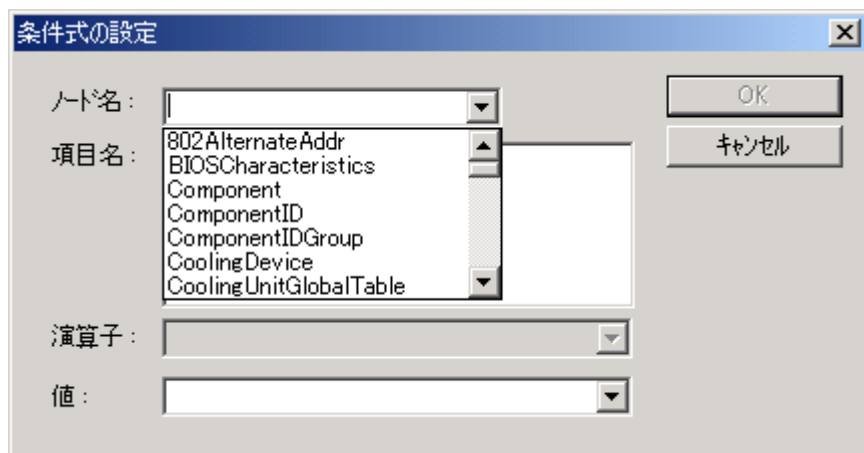 条件式の設定
ノード名：
OK
キャンセル
802AlternateAddr
BIOSCharacteristics
Component
ComponentID
ComponentIDGroup
CoolingDevice
CoolingUnitGlobalTable
項目名：
演算子：
値：